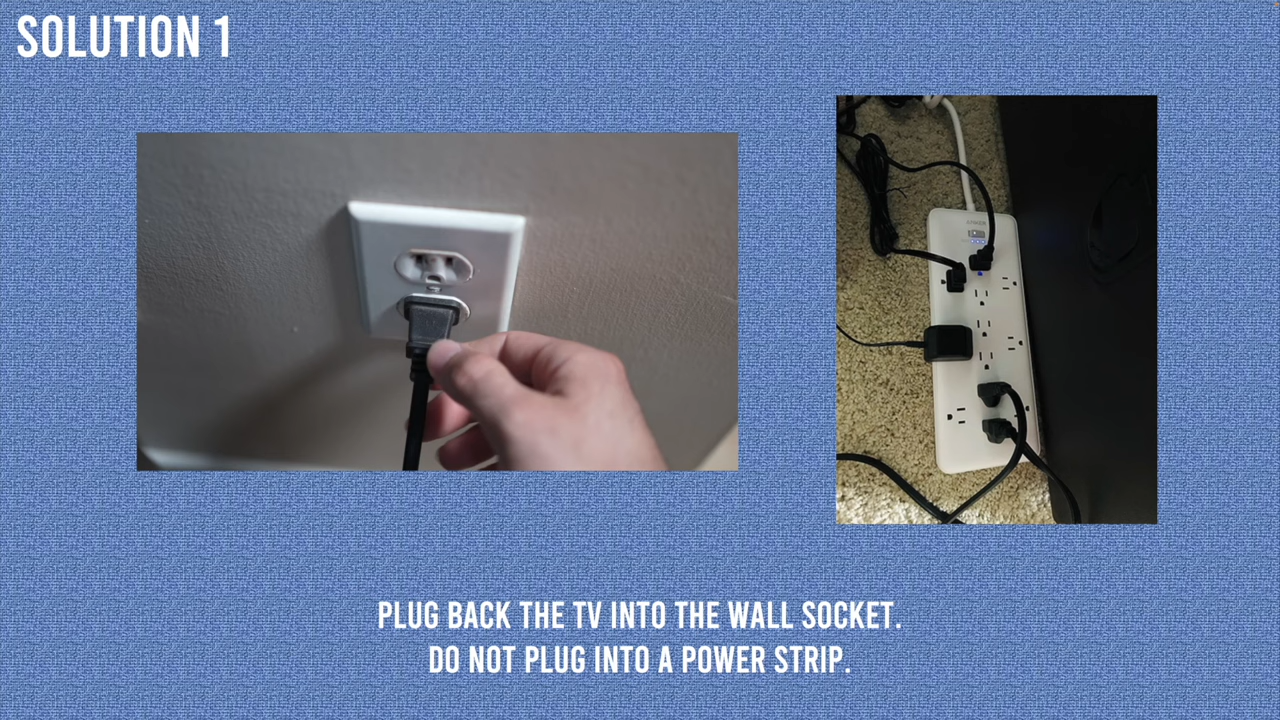 SOLUTION 1
PLUG BACK THE TV INTO THE WALL SOCKET.
DO NOT PLUG INTO A POWER STRIP.